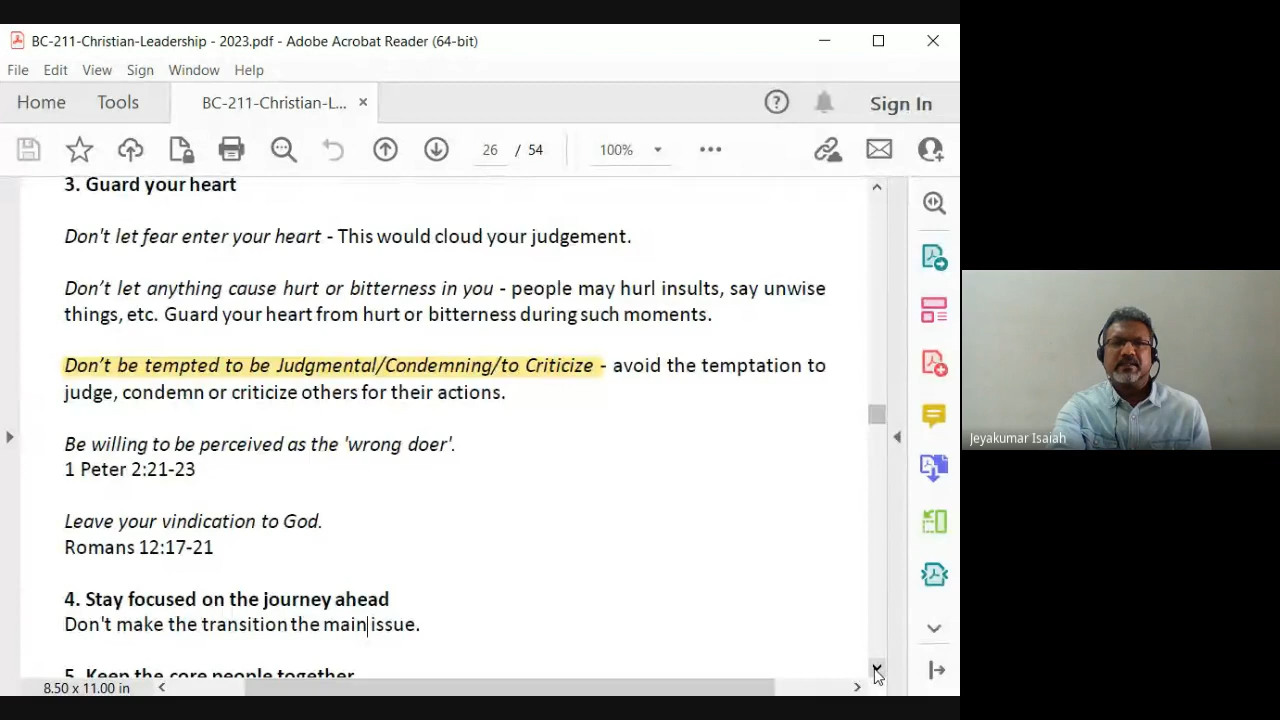 BC-211-Christian-Leadership - 2023.pdf - Adobe Acrobat Reader (64-bit)
File Edit View Sign Window Help
Home Tools BC-211-Christian-L... × Sign In
26 / 54 100%
3. Guard your heart
Don't let fear enter your heart - This would cloud your judgement.
Don’t let anything cause hurt or bitterness in you - people may hurl insults, say unwise
things, etc. Guard your heart from hurt or bitterness during such moments.
Don’t be tempted to be Judgmental/Condemning/to Criticize - avoid the temptation to
judge, condemn or criticize others for their actions.
Be willing to be perceived as the 'wrong doer'.
1 Peter 2:21-23
Leave your vindication to God.
Romans 12:17-21
4. Stay focused on the journey ahead
Don't make the transition the main issue.
5. Keep the core people together
8.50 x 11.00 in
Jeyakumar Isaiah